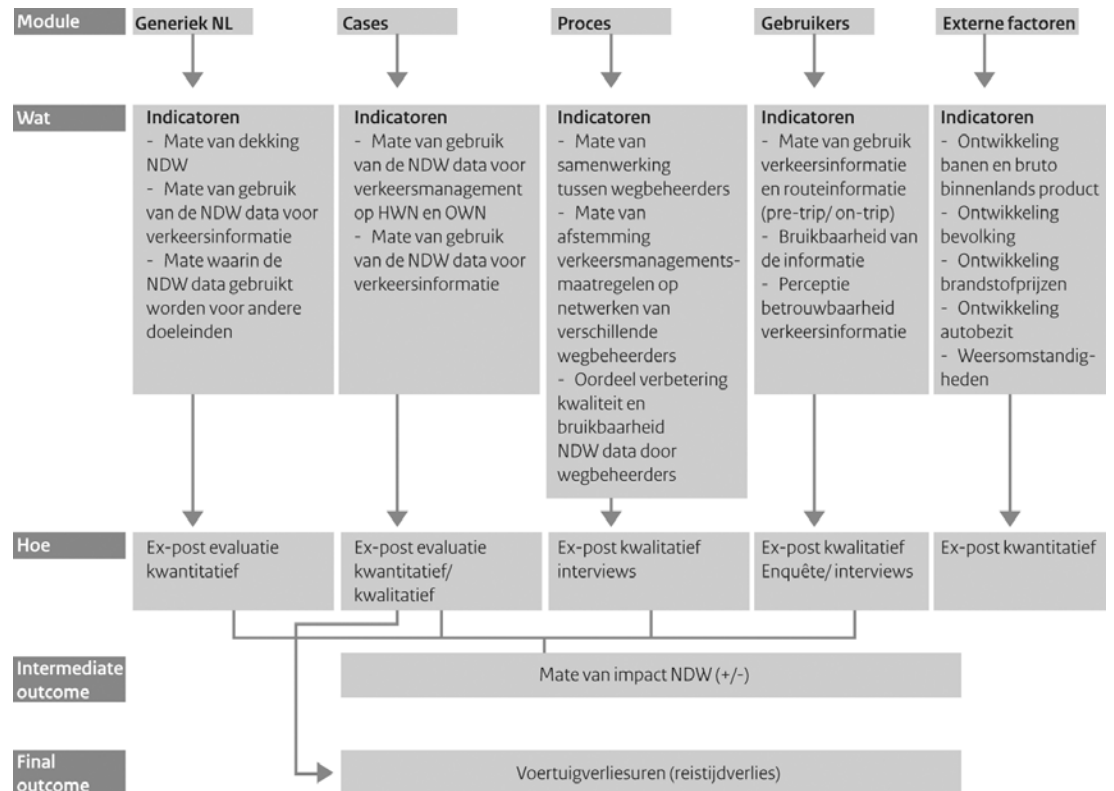 Module
Generiek NL
Cases
Proces
Gebruikers
Externe factoren
Wat
Indicatoren
- Mate van dekking
NDW
- Mate van gebruik
van de NDW data voor
verkeersinformatie
- Mate waarin de
NDW data gebruikt
worden voor andere
doeleinden
Indicatoren
- Mate van gebruik
van de NDW data voor
verkeersmanagement
op HWN en OWN
- Mate van gebruik
van de NDW data voor
verkeersinformatie
Indicatoren
- Mate van
samenwerking
tussen wegbeheerders
- Mate van
afstemming
verkeersmanagements-
maatregelen op
netwerken van
verschillende
wegbeheerders
- Oordeel verbetering
kwaliteit en
bruikbaarheid
NDW data door
wegbeheerders
Indicatoren
- Mate van gebruik
verkeersinformatie
en routeinformatie
(pre-trip/ on-trip)
- Bruikbaarheid van
de informatie
- Perceptie
betrouwbaarheid
verkeersinformatie
Indicatoren
- Ontwikkeling
banen en bruto
binnenlands product
- Ontwikkeling
bevolking
- Ontwikkeling
brandstofprijzen
- Ontwikkeling
autobezit
- Weersomstandig-
heden
Hoe
Ex-post evaluatie
kwantitatief
Ex-post evaluatie
kwantitatief/
kwalitatief
Ex-post kwalitatief
interviews
Ex-post kwalitatief
Enquête/ interviews
Ex-post kwantitatief
Intermediate
outcome
Mate van impact NDW (+/-)
Final
outcome
Voertuigverliesuren (reistijdverlies)